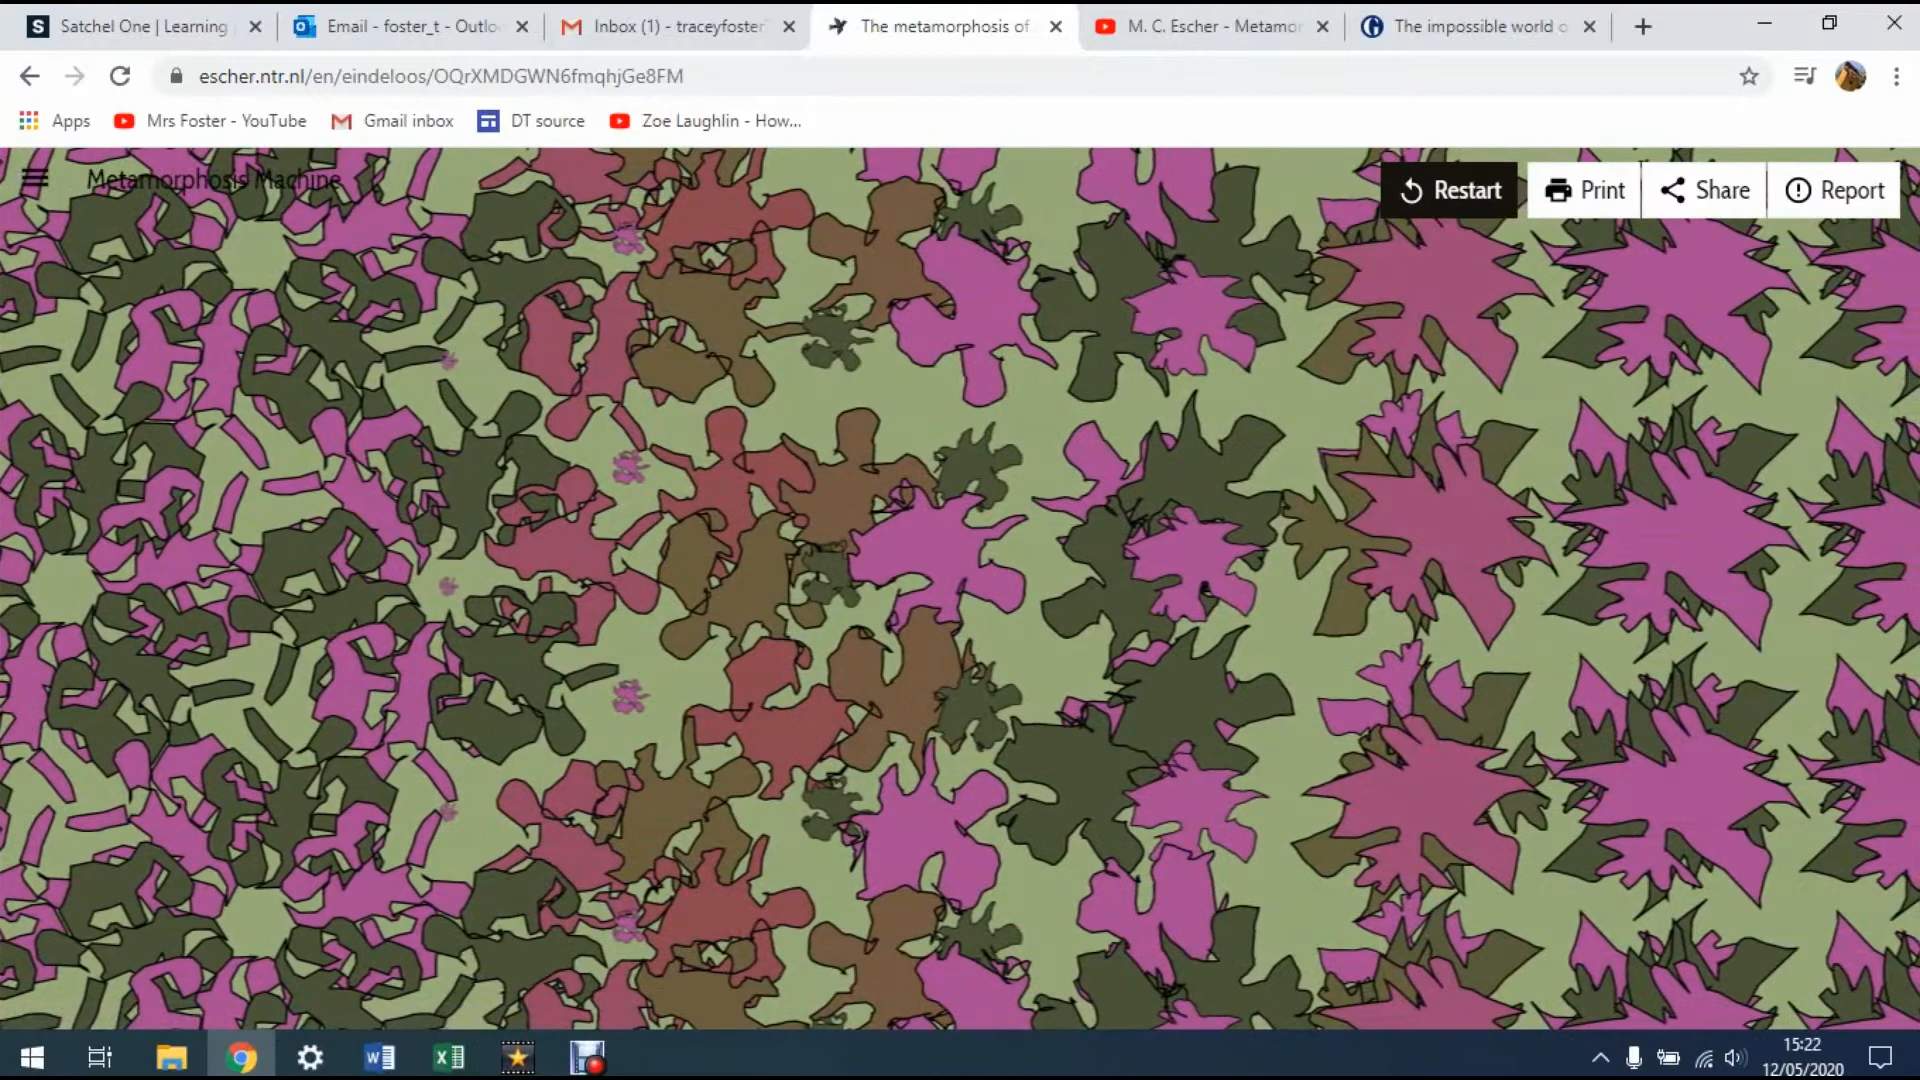 S Satchel One | Learning
Email - foster_t - Outlo
Inbox (1) - traceyfoster
The metamorphosis of
M. C. Escher - Metamor
The impossible world o
escher.ntr.nl/en/eindeloos/OQrXMDGWN6fmqhjGe8FM
Apps
Mrs Foster - YouTube
Gmail inbox
DT source
Zoe Laughlin - How...
Metamorphosis Machine
Restart
Print
Share
Report
15:22
12/05/2020